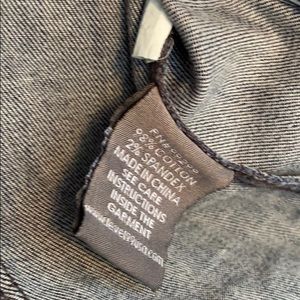 98% COTTON
2% SPANDEX
MADE IN CHINA
SEE CARE
INSTRUCTIONS
INSIDE THE
GARMENT